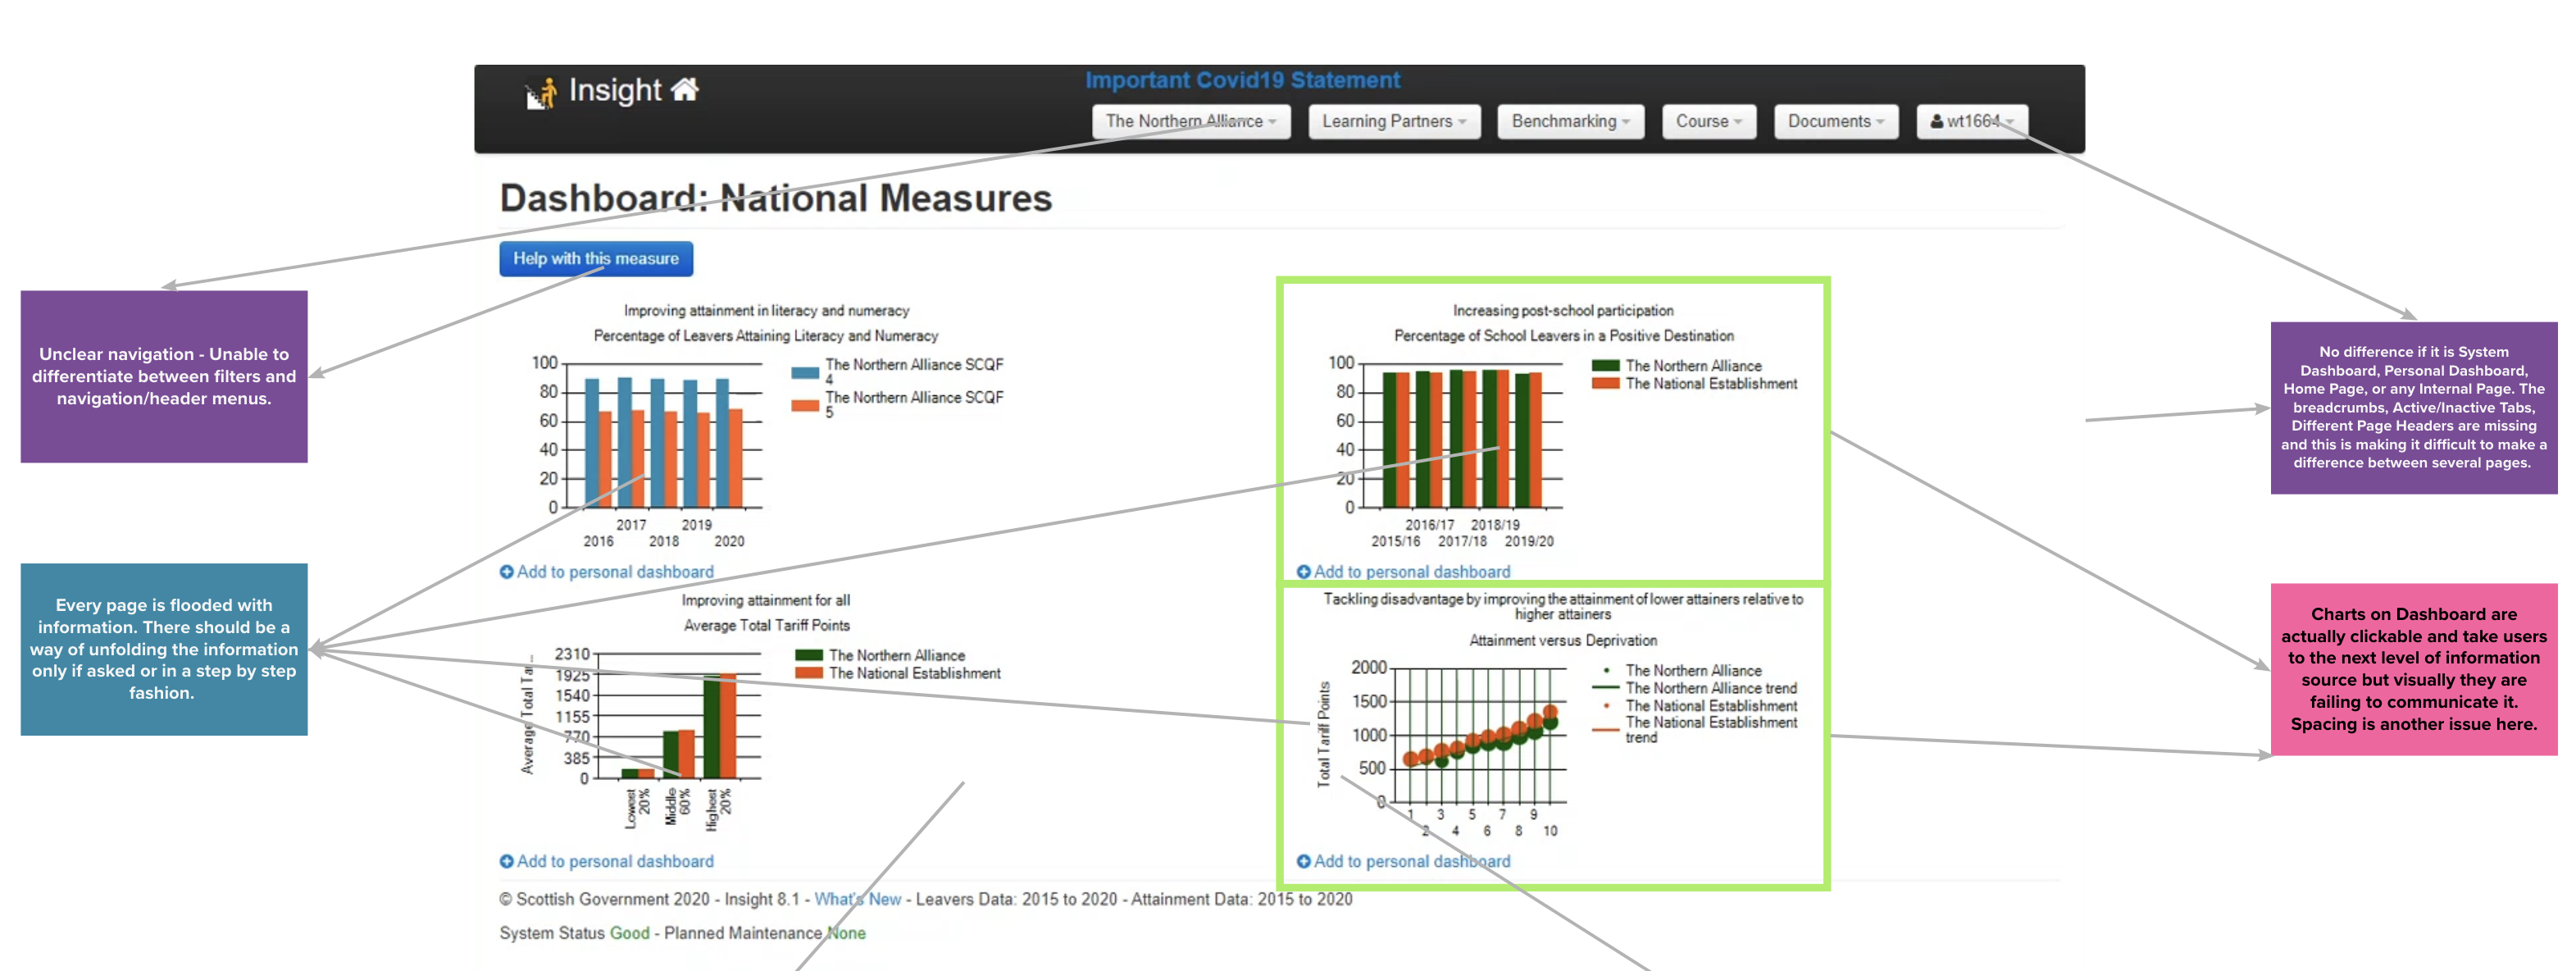 Insight
Important Covid19 Statement
The Northern Alliance
Learning Partners
Benchmarking
Course
Documents
wt1664
Dashboard: National Measures
Help with this measure
Unclear navigation - Unable to
differentiate between filters and
navigation/header menus.
Every page is flooded with
information. There should be a
way of unfolding the information
only if asked or in a step by step
fashion.
Improving attainment in literacy and numeracy
Percentage of Leavers Attaining Literacy and Numeracy
100
80
60
40
20
0
2017 2019
2016 2018 2020
The Northern Alliance SCQF
4
The Northern Alliance SCQF
5
Add to personal dashboard
Increasing post-school participation
Percentage of School Leavers in a Positive Destination
100
80
60
40
20
0
2016/17 2018/19
2015/16 2017/18 2019/20
The Northern Alliance
The National Establishment
Add to personal dashboard
Improving attainment for all
Average Total Tariff Points
Average Total Ta...
2310
1925
1540
1155
770
385
0
Lowest
20%
Middle
60%
Highest
20%
The Northern Alliance
The National Establishment
Add to personal dashboard
Tackling disadvantage by improving the attainment of lower attainers relative to
higher attainers
Attainment versus Deprivation
Total Tariff Points
2000
1500
1000
500
0
1 3 5 7 9
2 4 6 8 10
The Northern Alliance
The Northern Alliance trend
The National Establishment
The National Establishment
trend
Add to personal dashboard
© Scottish Government 2020 - Insight 8.1 - What's New - Leavers Data: 2015 to 2020 - Attainment Data: 2015 to 2020
System Status Good - Planned Maintenance None
No difference if it is System
Dashboard, Personal Dashboard,
Home Page, or any Internal Page. The
breadcrumbs, Active/Inactive Tabs,
Different Page Headers are missing
and this is making it difficult to make a
difference between several pages.
Charts on Dashboard are
actually clickable and take users
to the next level of information
source but visually they are
failing to communicate it.
Spacing is another issue here.